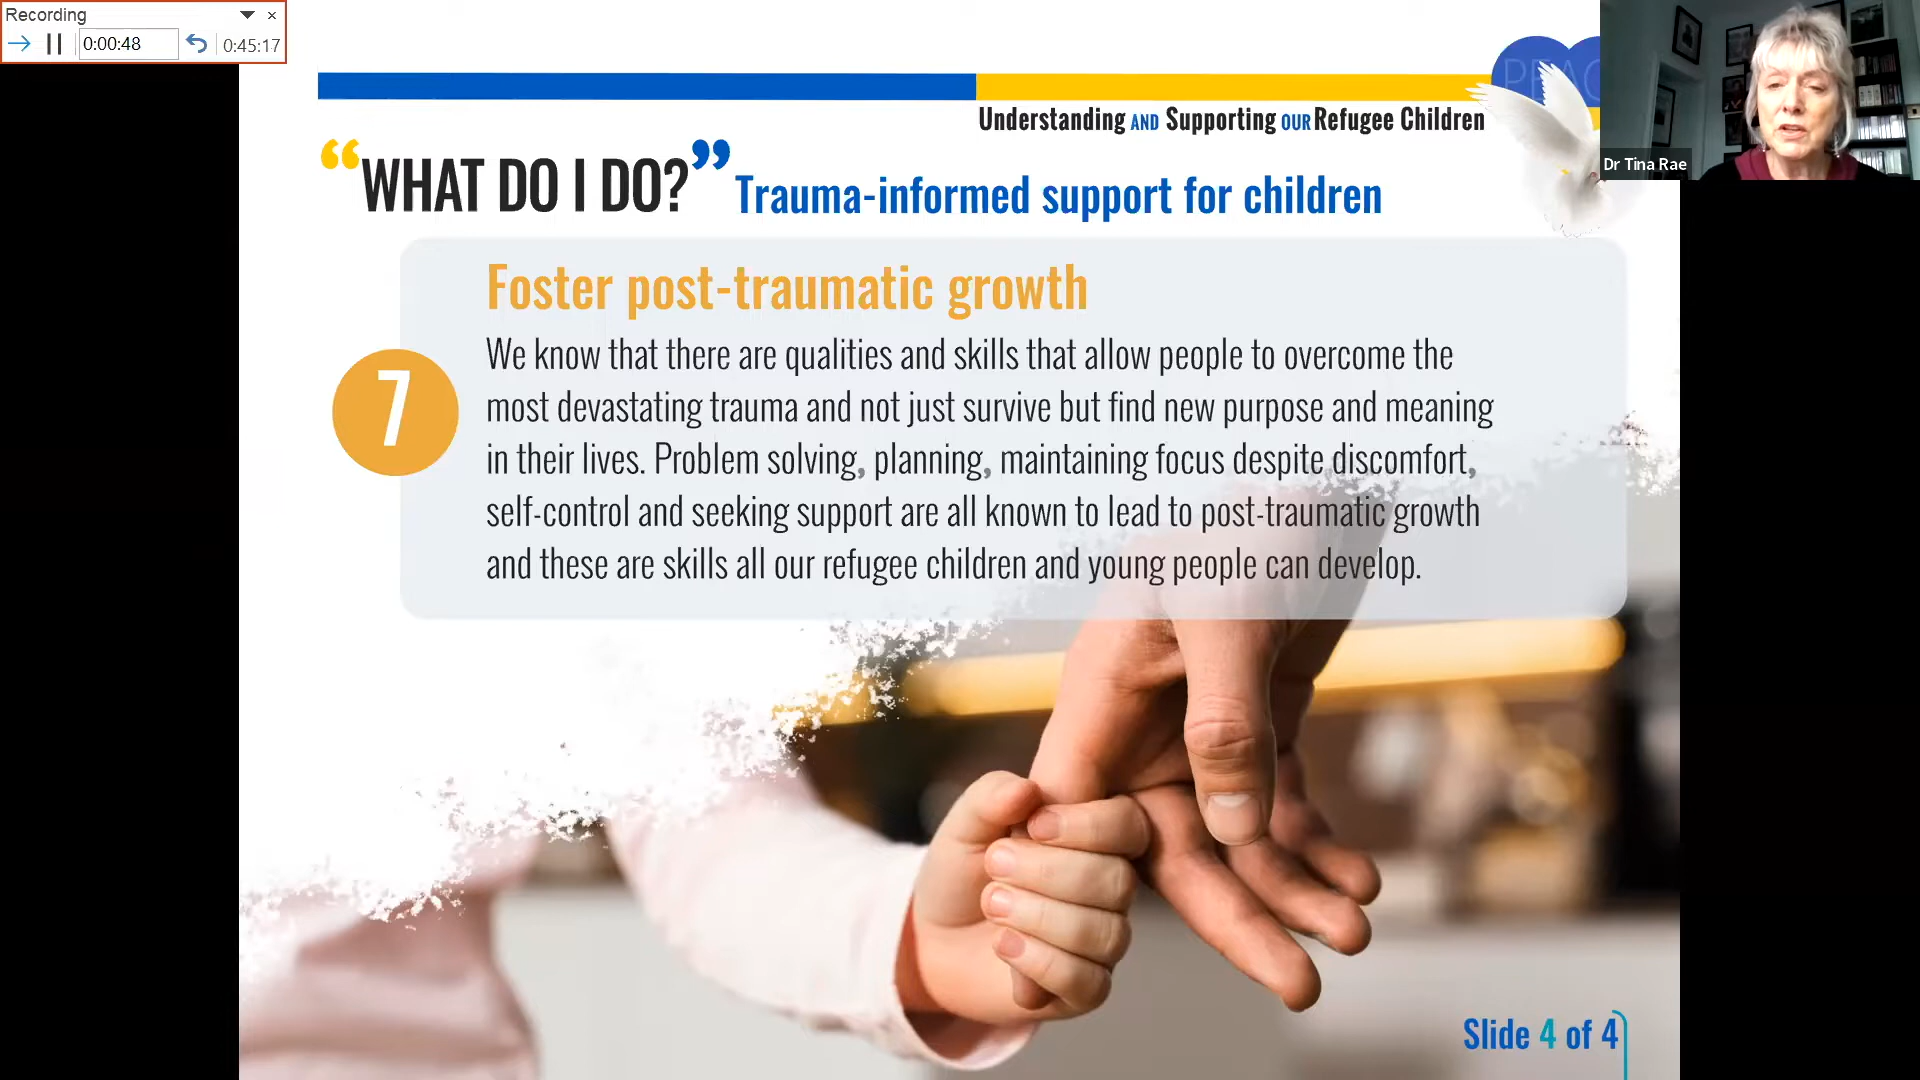 Recording
0:00:48
0:45:17
PEAC
Understanding AND Supporting OUR Refugee Children
Dr Tina Rae
“WHAT DO I DO?” Trauma-informed support for children
Foster post-traumatic growth
7
We know that there are qualities and skills that allow people to overcome the
most devastating trauma and not just survive but find new purpose and meaning
in their lives. Problem solving, planning, maintaining focus despite discomfort,
self-control and seeking support are all known to lead to post-traumatic growth
and these are skills all our refugee children and young people can develop.
Slide 4 of 4